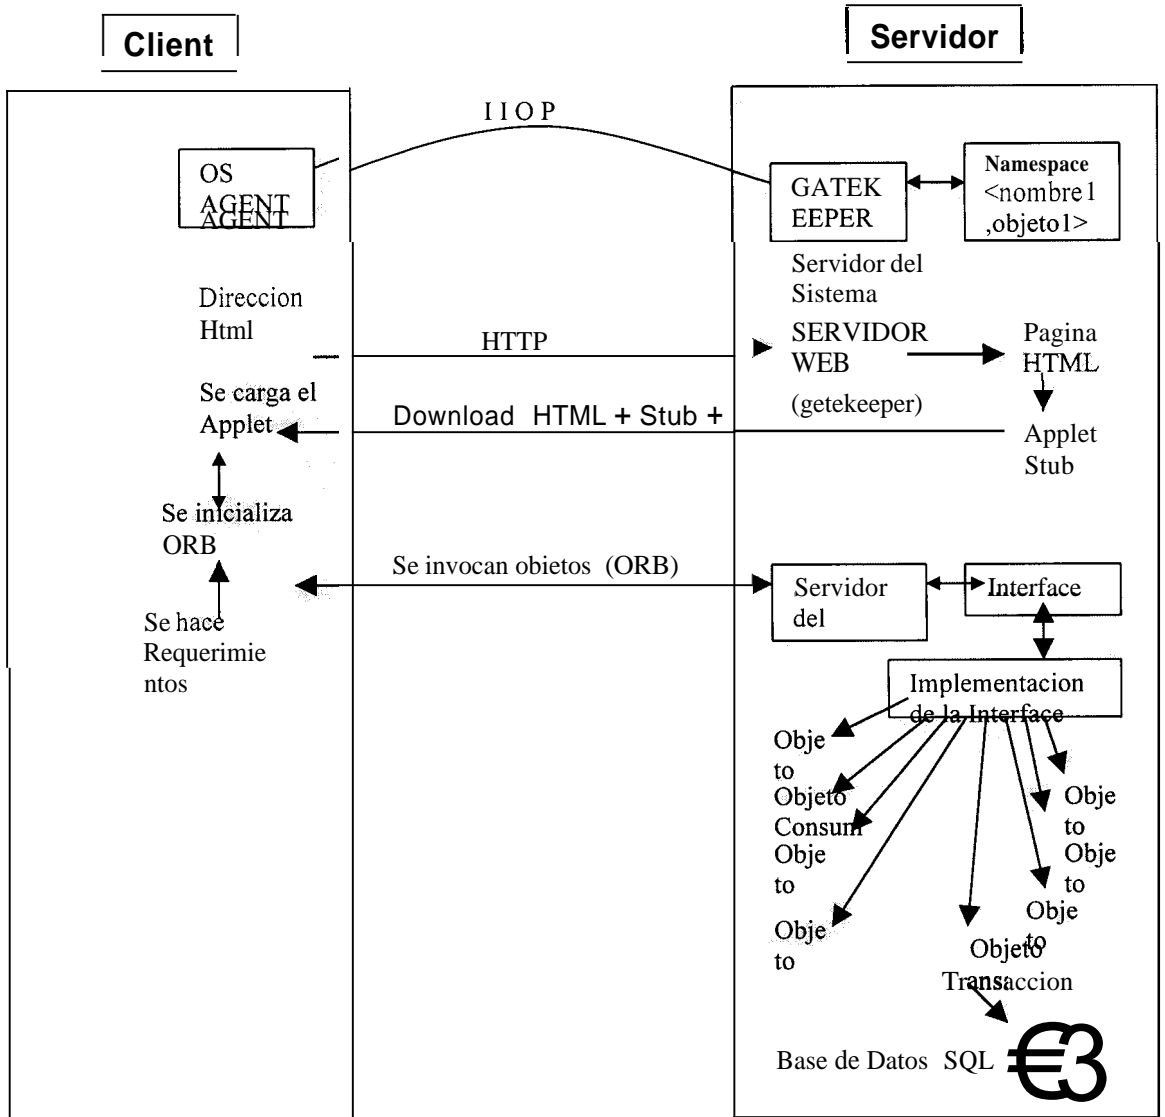 Client
Servidor
I I O P
OS
AGENT
AGENT
GATEK
EEPER
Namespace
<nombre1
,objeto1>
Servidor del
Sistema
Direccion
Html
HTTP
SERVIDOR
WEB
(getekeeper)
Pagina
HTML
Se carga el
Applet
Download HTML + Stub +
Applet
Stub
Se inicializa
ORB
Se invocan obietos (ORB)
Servidor
del
Interface
Se hace
Requerimie
ntos
Implementacion
de la Interface
Obje
to
Objeto
Consum
Obje
to
Obje
to
Obje
to
Obje
to
Obje
to
Objeto
Transaccion
Base de Datos SQL
€3